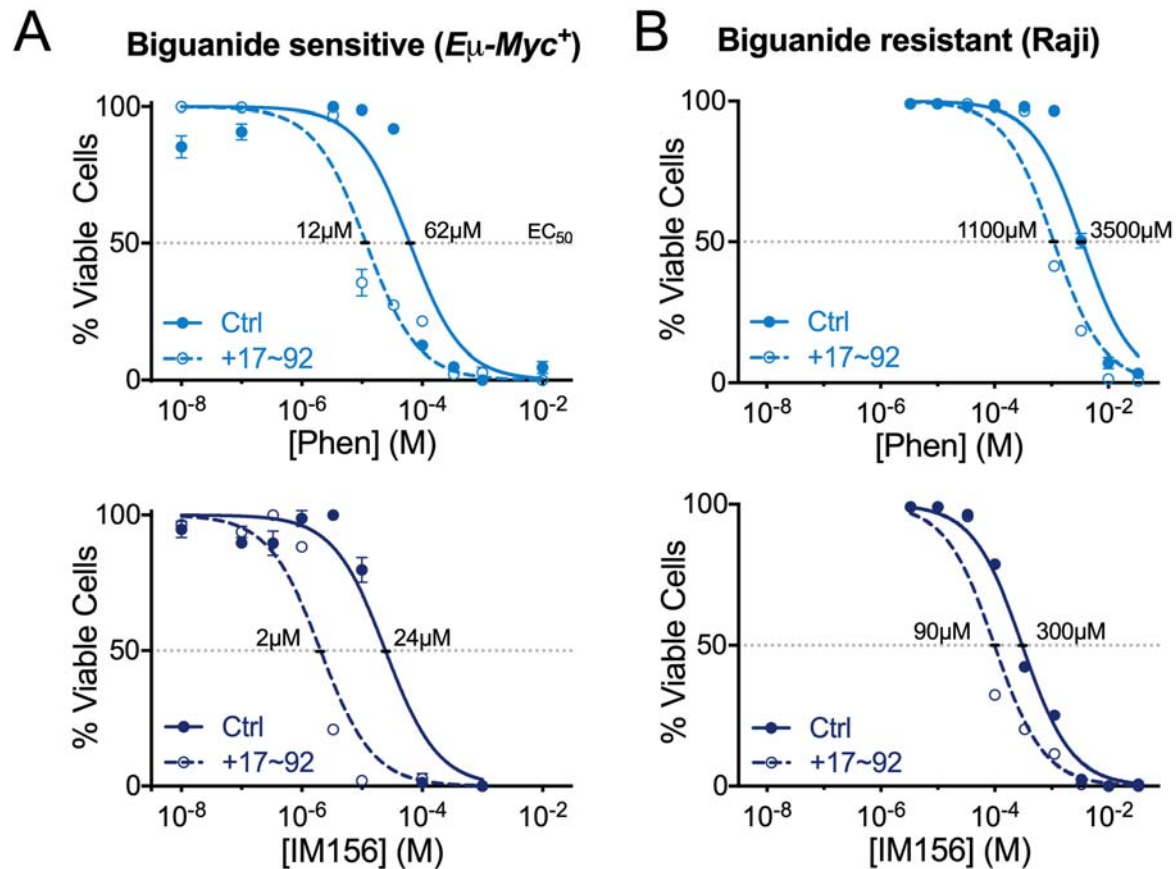 A
Biguanide sensitive (Eμ-Myc⁺)
% Viable Cells
100
50
0
12μM
62μM
EC₅₀
Ctrl
+17~92
10⁻⁸
10⁻⁶
10⁻⁴
10⁻²
[Phen] (M)
B
Biguanide resistant (Raji)
% Viable Cells
100
50
0
1100μM
3500μM
Ctrl
+17~92
10⁻⁸
10⁻⁶
10⁻⁴
10⁻²
[Phen] (M)
% Viable Cells
100
50
0
2μM
24μM
Ctrl
+17~92
10⁻⁸
10⁻⁶
10⁻⁴
10⁻²
[IM156] (M)
% Viable Cells
100
50
0
90μM
300μM
Ctrl
+17~92
10⁻⁸
10⁻⁶
10⁻⁴
10⁻²
[IM156] (M)